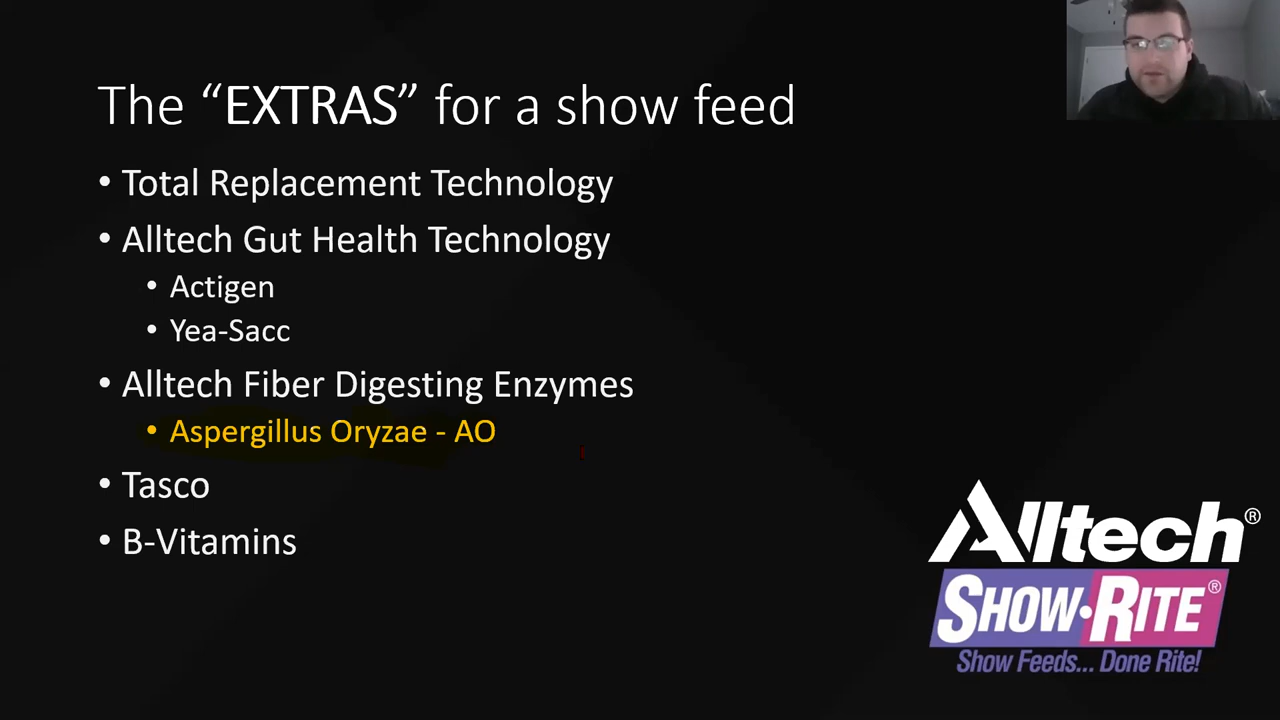 The “EXTRAS” for a show feed
• Total Replacement Technology
• Alltech Gut Health Technology
• Actigen
• Yea-Sacc
• Alltech Fiber Digesting Enzymes
• Aspergillus Oryzae - AO
• Tasco
• B-Vitamins
Alltech®
SHOW•RITE®
Show Feeds... Done Rite!